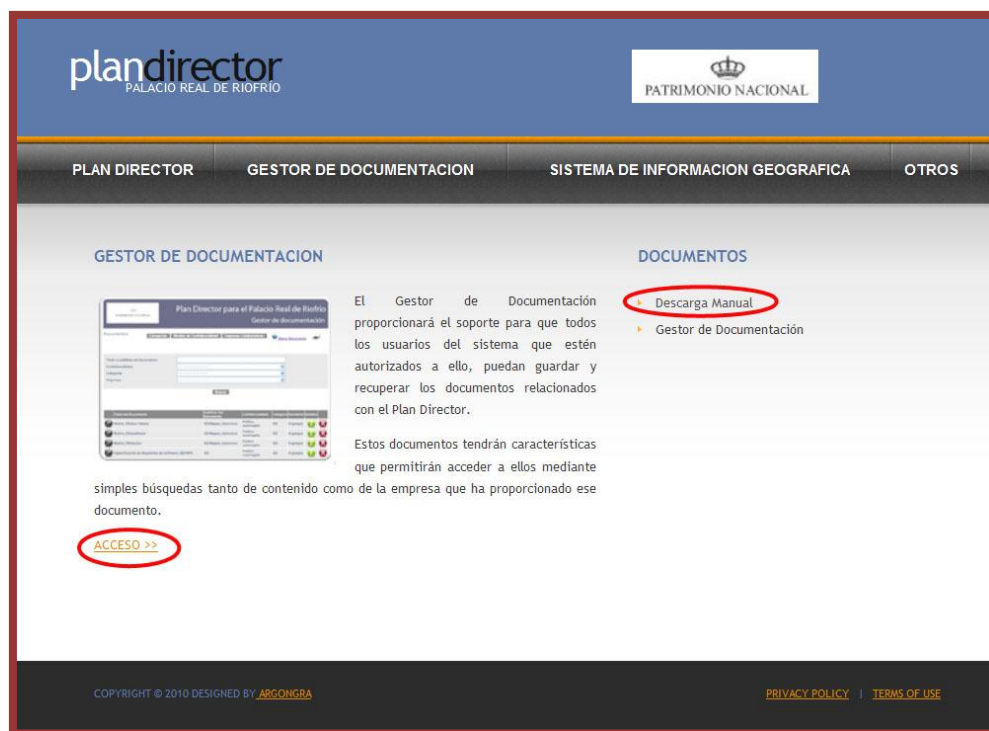 plandirector
PALACIO REAL DE RIOFRÍO
PATRIMONIO NACIONAL
PLAN DIRECTOR
GESTOR DE DOCUMENTACION
SISTEMA DE INFORMACION GEOGRAFICA
OTROS
GESTOR DE DOCUMENTACION
Plan Director para el Palacio Real de Riofrío
Gestor de documentación
El Gestor de Documentación
proporcionará el soporte para que todos
los usuarios del sistema que estén
autorizados a ello, puedan guardar y
recuperar los documentos relacionados
con el Plan Director.
Estos documentos tendrán características
que permitirán acceder a ellos mediante
simples búsquedas tanto de contenido como de la empresa que ha proporcionado ese
documento.
ACCESO >>
DOCUMENTOS
Descarga Manual
Gestor de Documentación
COPYRIGHT © 2010 DESIGNED BY ARGONGRA
PRIVACY POLICY | TERMS OF USE